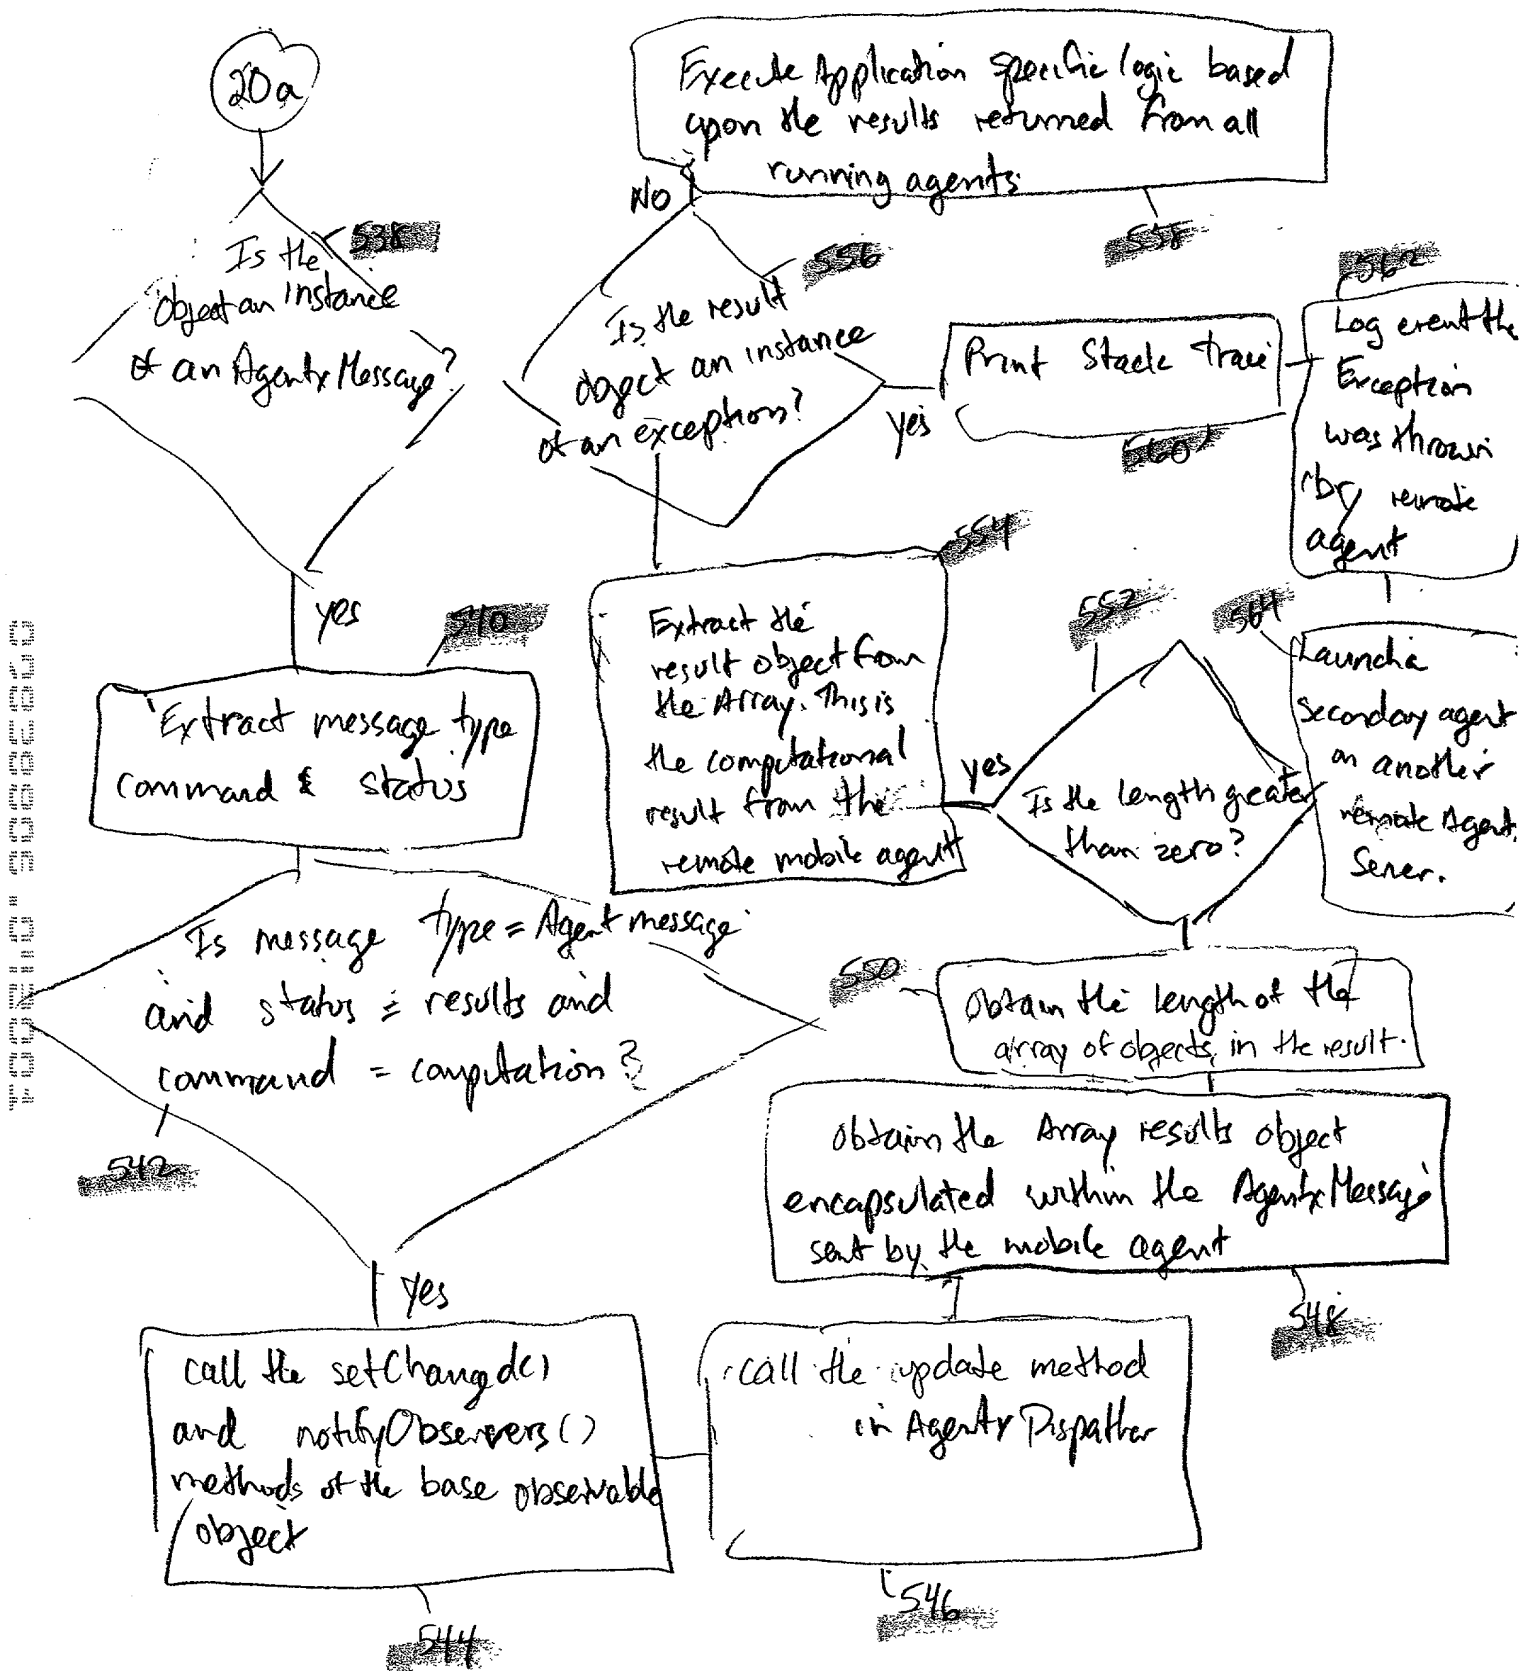 20a
538
Is the
Object an instance
of an AgentxMessage?
yes
540
Extract message type
command & status
Is message type = Agent message
and status = results and
command = computation?
542
yes
call the setChanged()
and notifyObservers()
methods of the base observable
object
544
call the update method
in Agentx Dispather
546
Obtain the Array results object
encapsulated within the AgentxMessage
sent by the mobile agent
548
Obtain the length of the
array of objects in the result.
550
Is the length greater
than zero?
552
yes
Extract the
result object from
the Array. This is
the computational
result from the
remote mobile agent
554
Is the result
object an instance
of an exception?
556
No
Execute Application specific logic based
upon the results returned from all
running agents.
558
yes
Print Stack trace
560
562
Log event the
Exception
was thrown
by remote
agent
564
Launch a
Secondary agent
on another
remote Agent
Server.